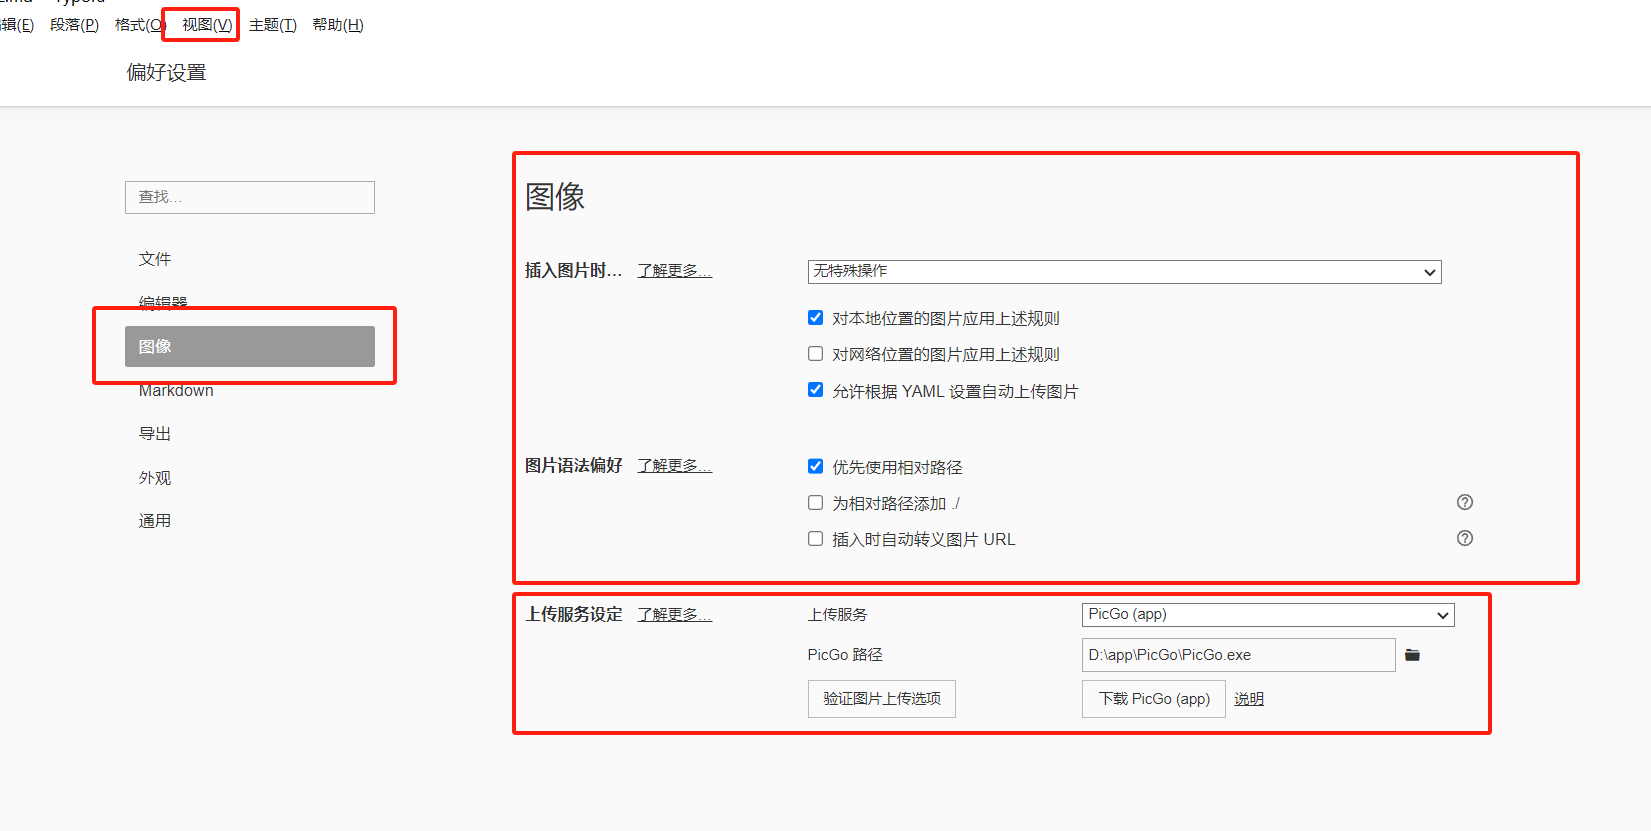 编辑(E) 段落(P) 格式(O) 视图(V) 主题(T) 帮助(H)
偏好设置
查找...
文件
编辑器
图像
Markdown
导出
外观
通用
图像
插入图片时... 了解更多... 无特殊操作
对本地位置的图片应用上述规则
对网络位置的图片应用上述规则
允许根据 YAML 设置自动上传图片
图片语法偏好 了解更多... 优先使用相对路径
为相对路径添加 ./
插入时自动转义图片 URL
上传服务设定 了解更多... 上传服务 PicGo (app)
PicGo 路径 D:\app\PicGo\PicGo.exe
验证图片上传选项 下载 PicGo (app) 说明